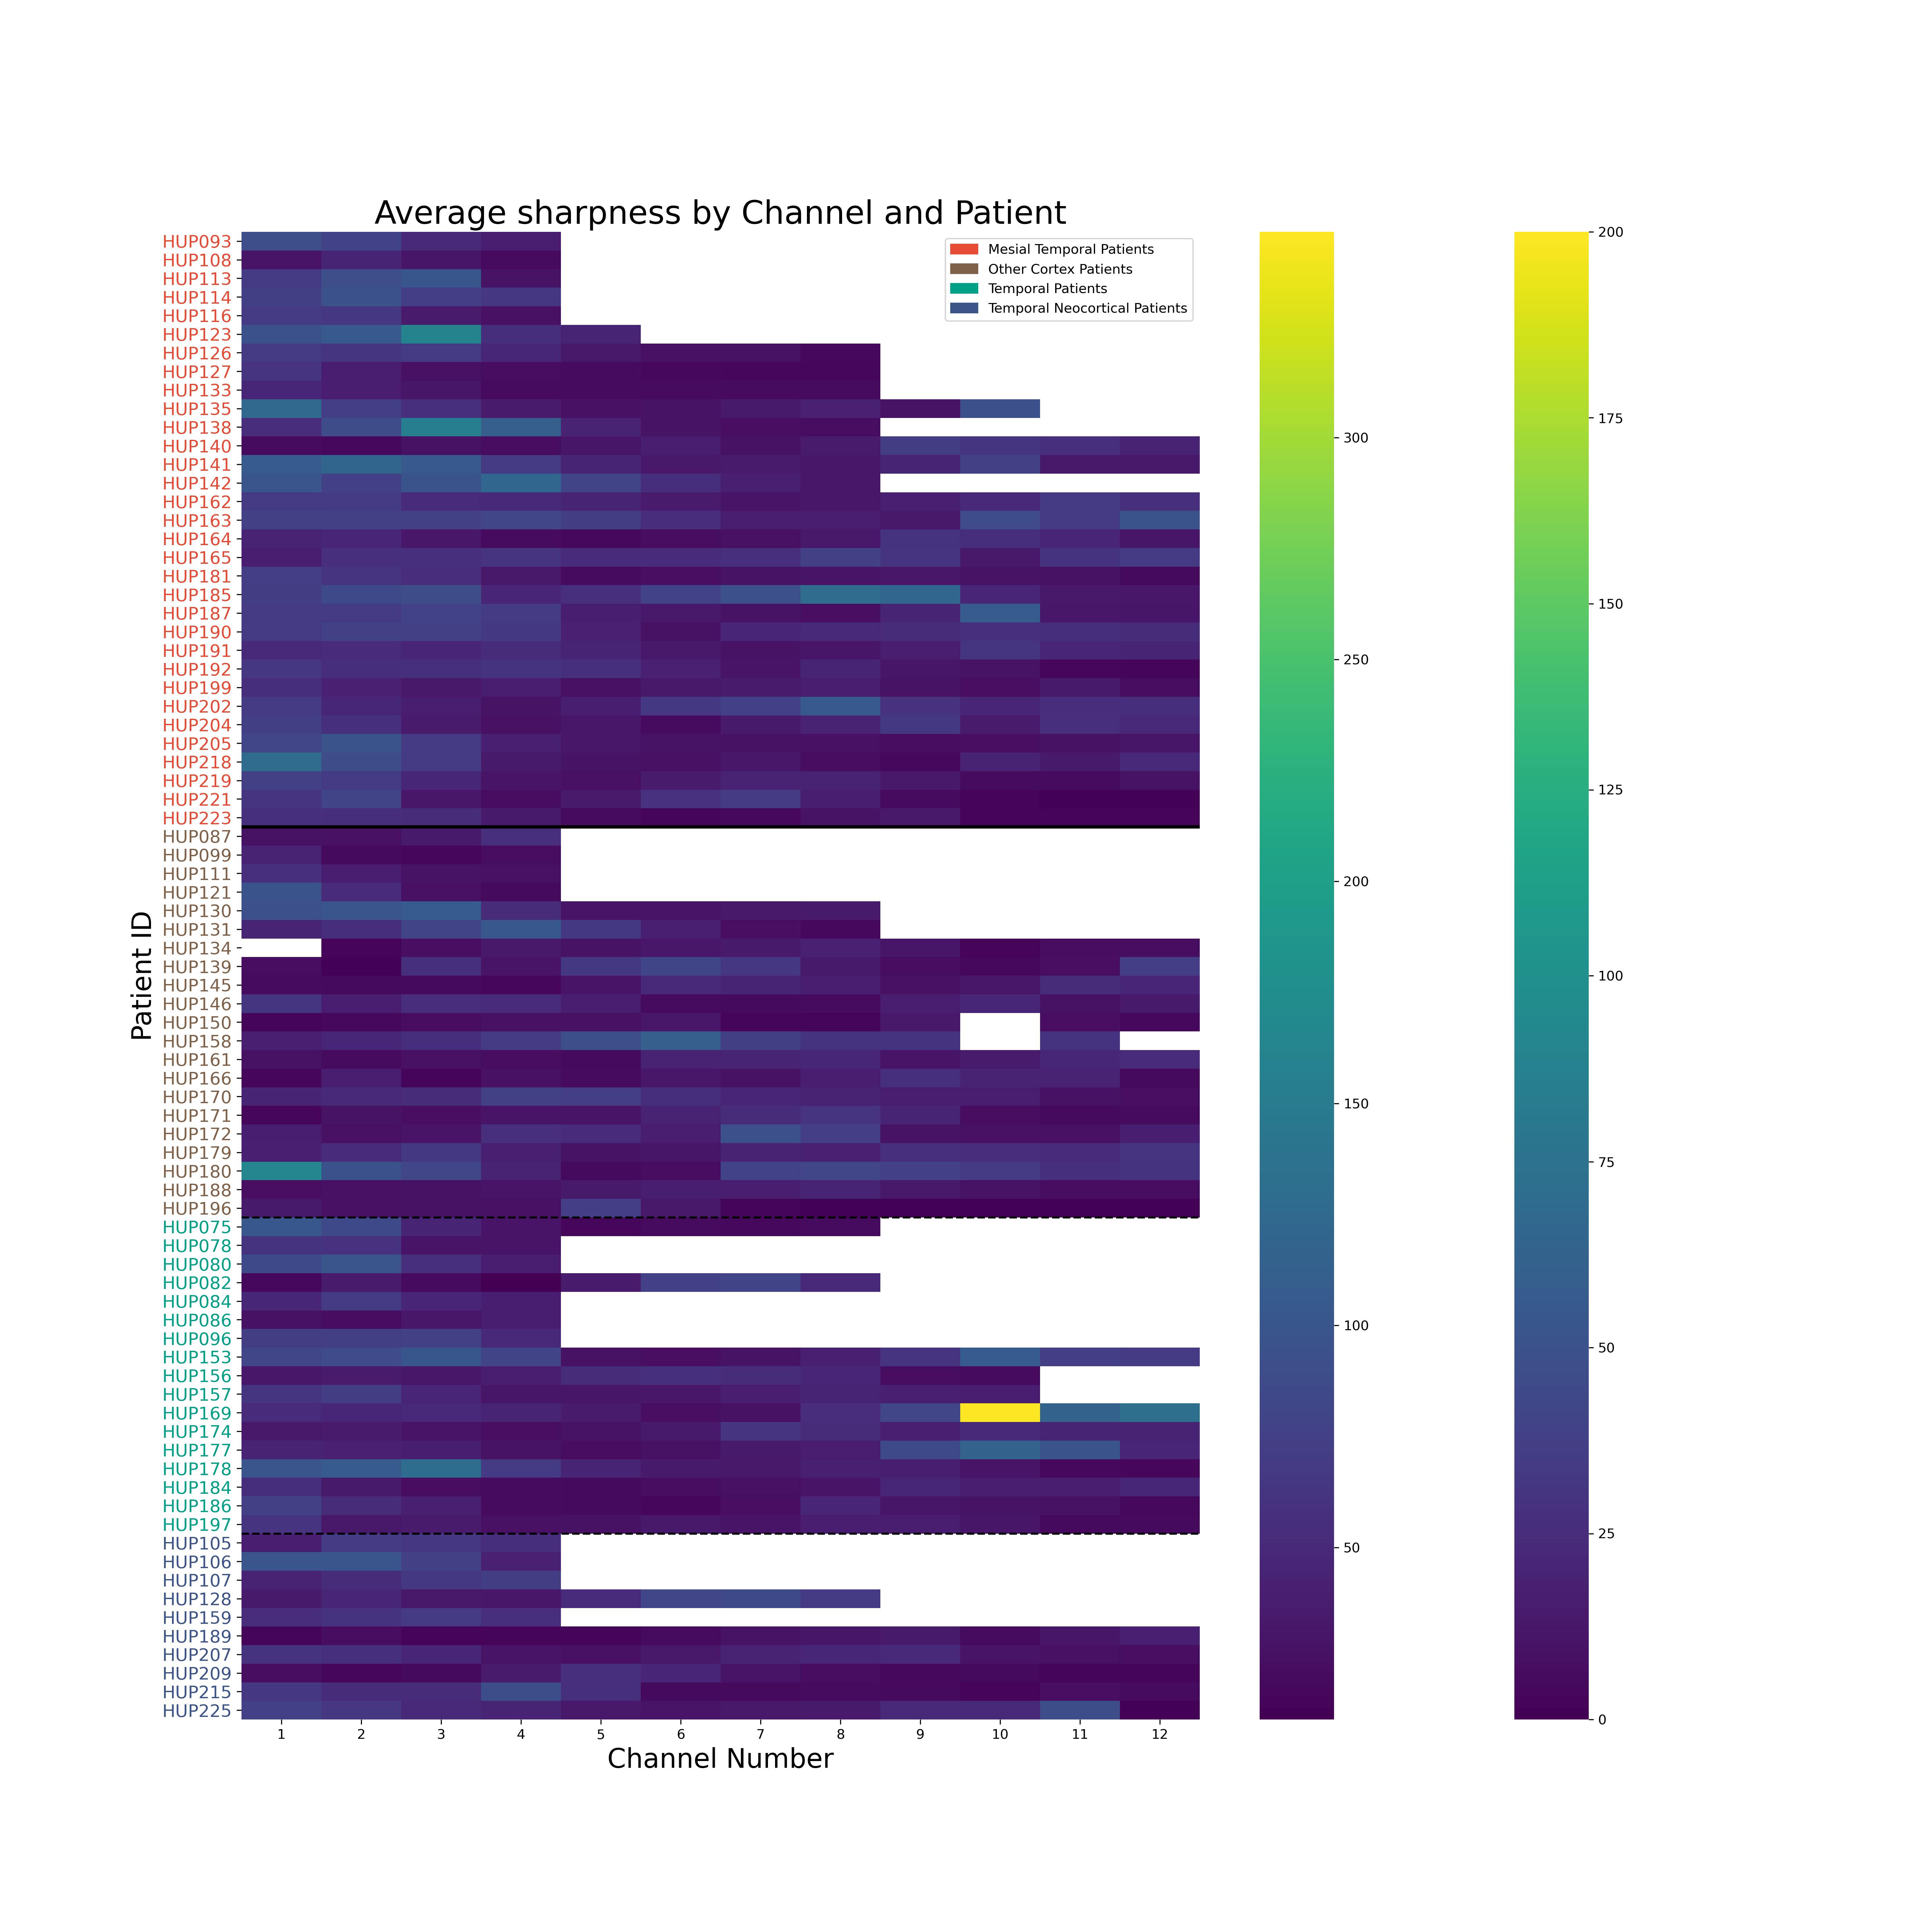 Average sharpness by Channel and Patient
Mesial Temporal Patients
Other Cortex Patients
Temporal Patients
Temporal Neocortical Patients
Patient ID
HUP093
HUP108
HUP113
HUP114
HUP116
HUP123
HUP126
HUP127
HUP133
HUP135
HUP138
HUP140
HUP141
HUP142
HUP162
HUP163
HUP164
HUP165
HUP181
HUP185
HUP187
HUP190
HUP191
HUP192
HUP199
HUP202
HUP204
HUP205
HUP218
HUP219
HUP221
HUP223
HUP087
HUP099
HUP111
HUP121
HUP130
HUP131
HUP134
HUP139
HUP145
HUP146
HUP150
HUP158
HUP161
HUP166
HUP170
HUP171
HUP172
HUP179
HUP180
HUP188
HUP196
HUP075
HUP078
HUP080
HUP082
HUP084
HUP086
HUP096
HUP153
HUP156
HUP157
HUP169
HUP174
HUP177
HUP178
HUP184
HUP186
HUP197
HUP105
HUP106
HUP107
HUP128
HUP159
HUP189
HUP207
HUP209
HUP215
HUP225
1 2 3 4 5 6 7 8 9 10 11 12
Channel Number
300
250
200
150
100
50
200
175
150
125
100
75
50
25
0